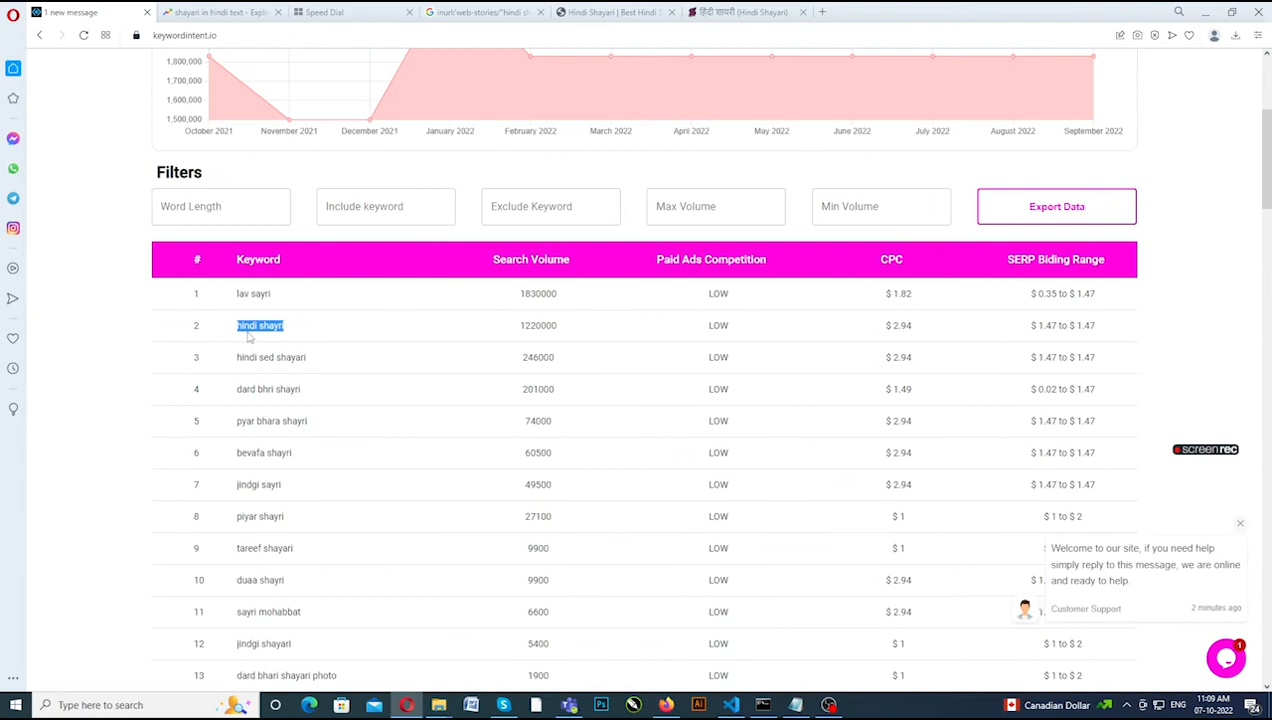 1 new message
shayari in hindi text - Explo
Speed Dial
inurl:'web-stories/"hindi sh
Hindi Shayari | Best Hindi S
हिंदी शायरी (Hindi Shayari)
keywordintent.io
1,800,000
1,700,000
1,600,000
1,500,000
October 2021 November 2021 December 2021 January 2022 February 2022 March 2022 April 2022 May 2022 June 2022 July 2022 August 2022 September 2022
Filters
Word Length Include keyword Exclude Keyword Max Volume Min Volume Export Data
# Keyword Search Volume Paid Ads Competition CPC SERP Biding Range
1 lav sayri 1830000 LOW $ 1.82 $ 0.35 to $ 1.47
2 hindi shayri 1220000 LOW $ 2.94 $ 1.47 to $ 1.47
3 hindi sed shayari 246000 LOW $ 2.94 $ 1.47 to $ 1.47
4 dard bhri shayri 201000 LOW $ 1.49 $ 0.02 to $ 1.47
5 pyar bhara shayri 74000 LOW $ 2.94 $ 1.47 to $ 1.47
6 bevafa shayri 60500 LOW $ 2.94 $ 1.47 to $ 1.47
7 jindgi sayri 49500 LOW $ 2.94 $ 1.47 to $ 1.47
8 piyar shayri 27100 LOW $ 1 $ 1 to $ 2
9 tareef shayari 9900 LOW $ 1 $
10 duaa shayri 9900 LOW $ 2.94 $ 1.
11 sayri mohabbat 6600 LOW $ 2.94
12 jindgi shayari 5400 LOW $ 1 $ 1 to $ 2
13 dard bhari shayari photo 1900 LOW $ 1 $ 1 to $ 2
screenrec
Welcome to our site, if you need help
simply reply to this message, we are online
and ready to help.
Customer Support 2 minutes ago
1
Type here to search
Canadian Dollar
ENG
11:09 AM
07-10-2022
24